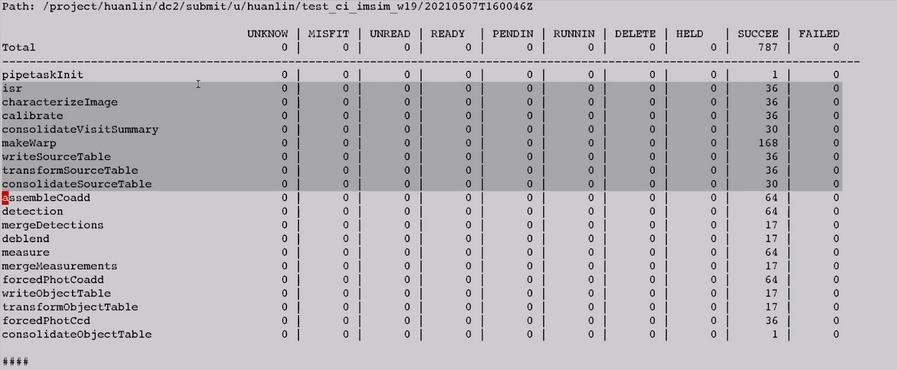 Path: /project/huanlin/dc2/submit/u/huanlin/test_ci_imsim_w19/20210507T160046Z
UNKNOW | MISFIT | UNREAD | READY | PENDIN | RUNNIN | DELETE | HELD | SUCCEE | FAILED
Total 0 | 0 | 0 | 0 | 0 | 0 | 0 | 0 | 787 | 0
----------------------------------------------------------------------------------------------------------------------
pipetaskInit 0 | 0 | 0 | 0 | 0 | 0 | 0 | 0 | 1 | 0
isr 0 | 0 | 0 | 0 | 0 | 0 | 0 | 0 | 36 | 0
characterizeImage 0 | 0 | 0 | 0 | 0 | 0 | 0 | 0 | 36 | 0
calibrate 0 | 0 | 0 | 0 | 0 | 0 | 0 | 0 | 36 | 0
consolidateVisitSummary 0 | 0 | 0 | 0 | 0 | 0 | 0 | 0 | 30 | 0
makeWarp 0 | 0 | 0 | 0 | 0 | 0 | 0 | 0 | 168 | 0
writeSourceTable 0 | 0 | 0 | 0 | 0 | 0 | 0 | 0 | 36 | 0
transformSourceTable 0 | 0 | 0 | 0 | 0 | 0 | 0 | 0 | 36 | 0
consolidateSourceTable 0 | 0 | 0 | 0 | 0 | 0 | 0 | 0 | 30 | 0
assembleCoadd 0 | 0 | 0 | 0 | 0 | 0 | 0 | 0 | 64 | 0
detection 0 | 0 | 0 | 0 | 0 | 0 | 0 | 0 | 64 | 0
mergeDetections 0 | 0 | 0 | 0 | 0 | 0 | 0 | 0 | 17 | 0
deblend 0 | 0 | 0 | 0 | 0 | 0 | 0 | 0 | 17 | 0
measure 0 | 0 | 0 | 0 | 0 | 0 | 0 | 0 | 64 | 0
mergeMeasurements 0 | 0 | 0 | 0 | 0 | 0 | 0 | 0 | 17 | 0
forcedPhotCoadd 0 | 0 | 0 | 0 | 0 | 0 | 0 | 0 | 64 | 0
writeObjectTable 0 | 0 | 0 | 0 | 0 | 0 | 0 | 0 | 17 | 0
transformObjectTable 0 | 0 | 0 | 0 | 0 | 0 | 0 | 0 | 17 | 0
forcedPhotCcd 0 | 0 | 0 | 0 | 0 | 0 | 0 | 0 | 36 | 0
consolidateObjectTable 0 | 0 | 0 | 0 | 0 | 0 | 0 | 0 | 1 | 0
####